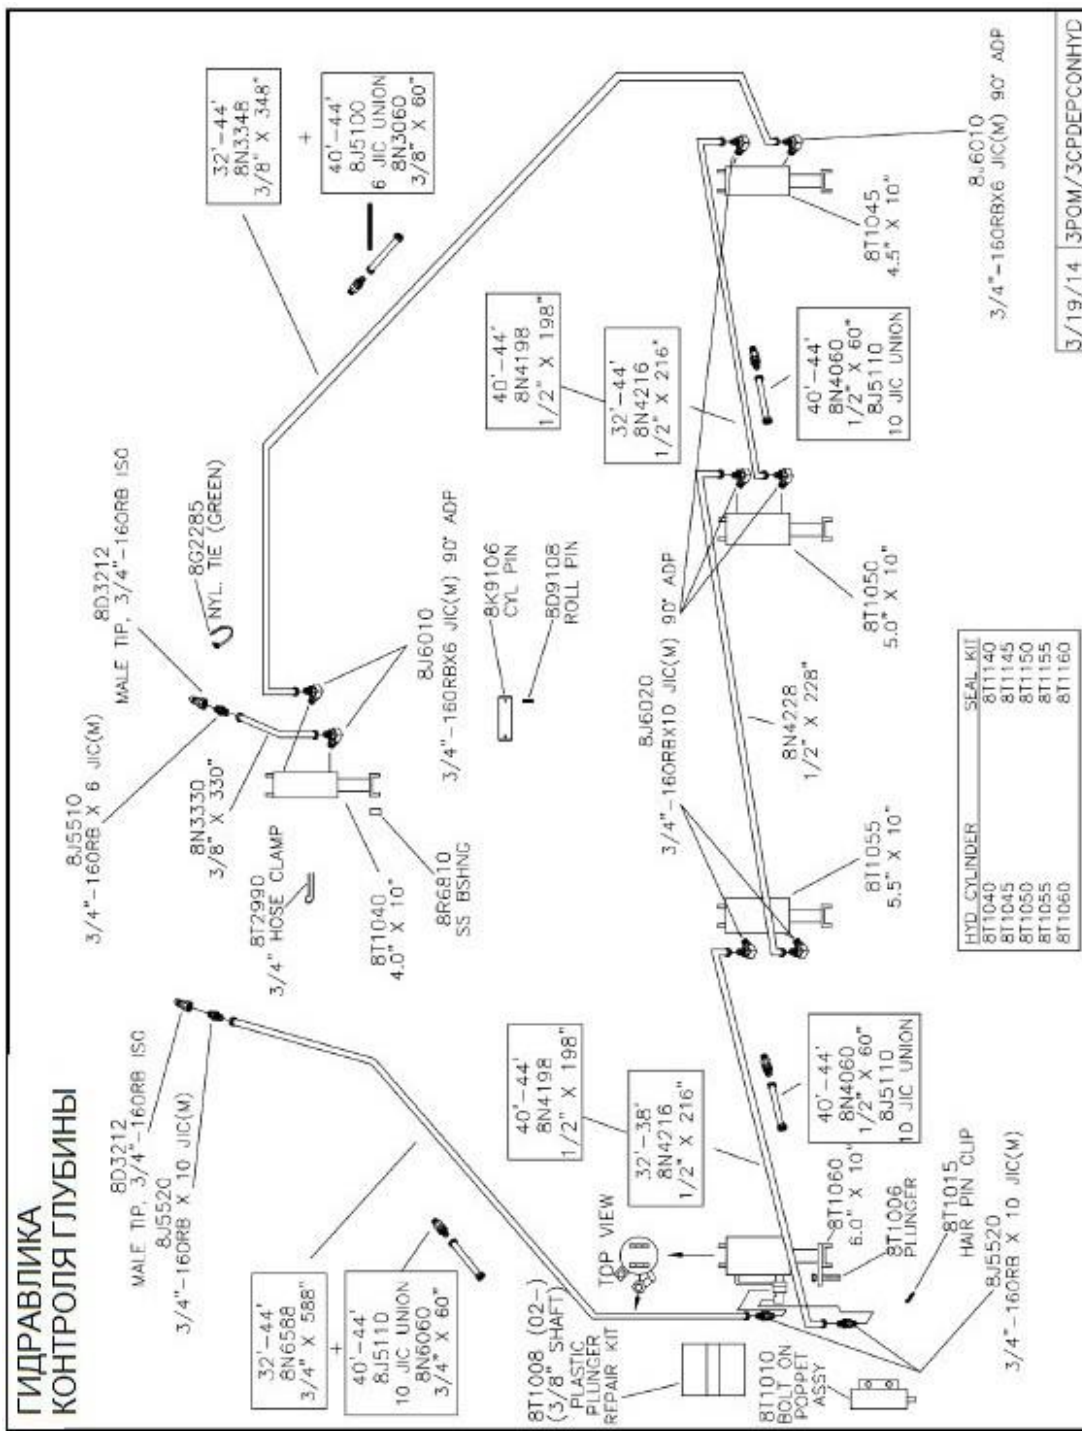 ГИДРАВЛИКА
КОНТРОЛЯ ГЛУБИНЫ
8D3212
MALE TIP, 3/4"-16ORB ISO
8J5520
3/4"-16ORB X 10 JIC(M)
32'-44'
8N6588
3/4" X 588"
+
40'-44'
8J5110
10 JIC UNION
8N6060
3/4" X 60"
8T1008 (02-)
(3/8" SHAFT)
PLASTIC
PLUNGER
REPAIR KIT
TOP VIEW
8T1010
BOLT ON
POPPET
ASSY
8T1060
6.0" X 10"
8T1006
PLUNGER
8T1015
HAIR PIN CLIP
8J5520
3/4"-16ORB X 10 JIC(M)
40'-44'
8N4198
1/2" X 198"
32'-38'
8N4216
1/2" X 216"
40'-44'
8N4060
1/2" X 60"
8J5110
10 JIC UNION
8J5510
3/4"-16ORB X 6 JIC(M)
8D3212
MALE TIP, 3/4"-16ORB ISO
8G2285
NYL. TIE (GREEN)
8N3330
3/8" X 330"
8T2990
3/4" HOSE CLAMP
8T1040
4.0" X 10"
8R6810
SS BSHNG
8J6010
3/4"-16ORBX6 JIC(M) 90° ADP
8K9106
CYL PIN
8D9108
ROLL PIN
8J6020
3/4"-16ORBX10 JIC(M) 90° ADP
8T1055
5.5" X 10"
8N4228
1/2" X 228"
8T1050
5.0" X 10"
32'-44'
8N3348
3/8" X 348"
+
40'-44'
8J5100
6 JIC UNION
8N3060
3/8" X 60"
40'-44'
8N4198
1/2" X 198"
32'-44'
8N4216
1/2" X 216"
40'-44'
8N4060
1/2" X 60"
8J5110
10 JIC UNION
8T1045
4.5" X 10"
8J6010
3/4"-16ORBX6 JIC(M) 90° ADP
HYD CYLINDER SEAL KIT
8T1040 8T1140
8T1045 8T1145
8T1050 8T1150
8T1055 8T1155
8T1060 8T1160
3/19/14 3POM/3CPDEPCONHYD